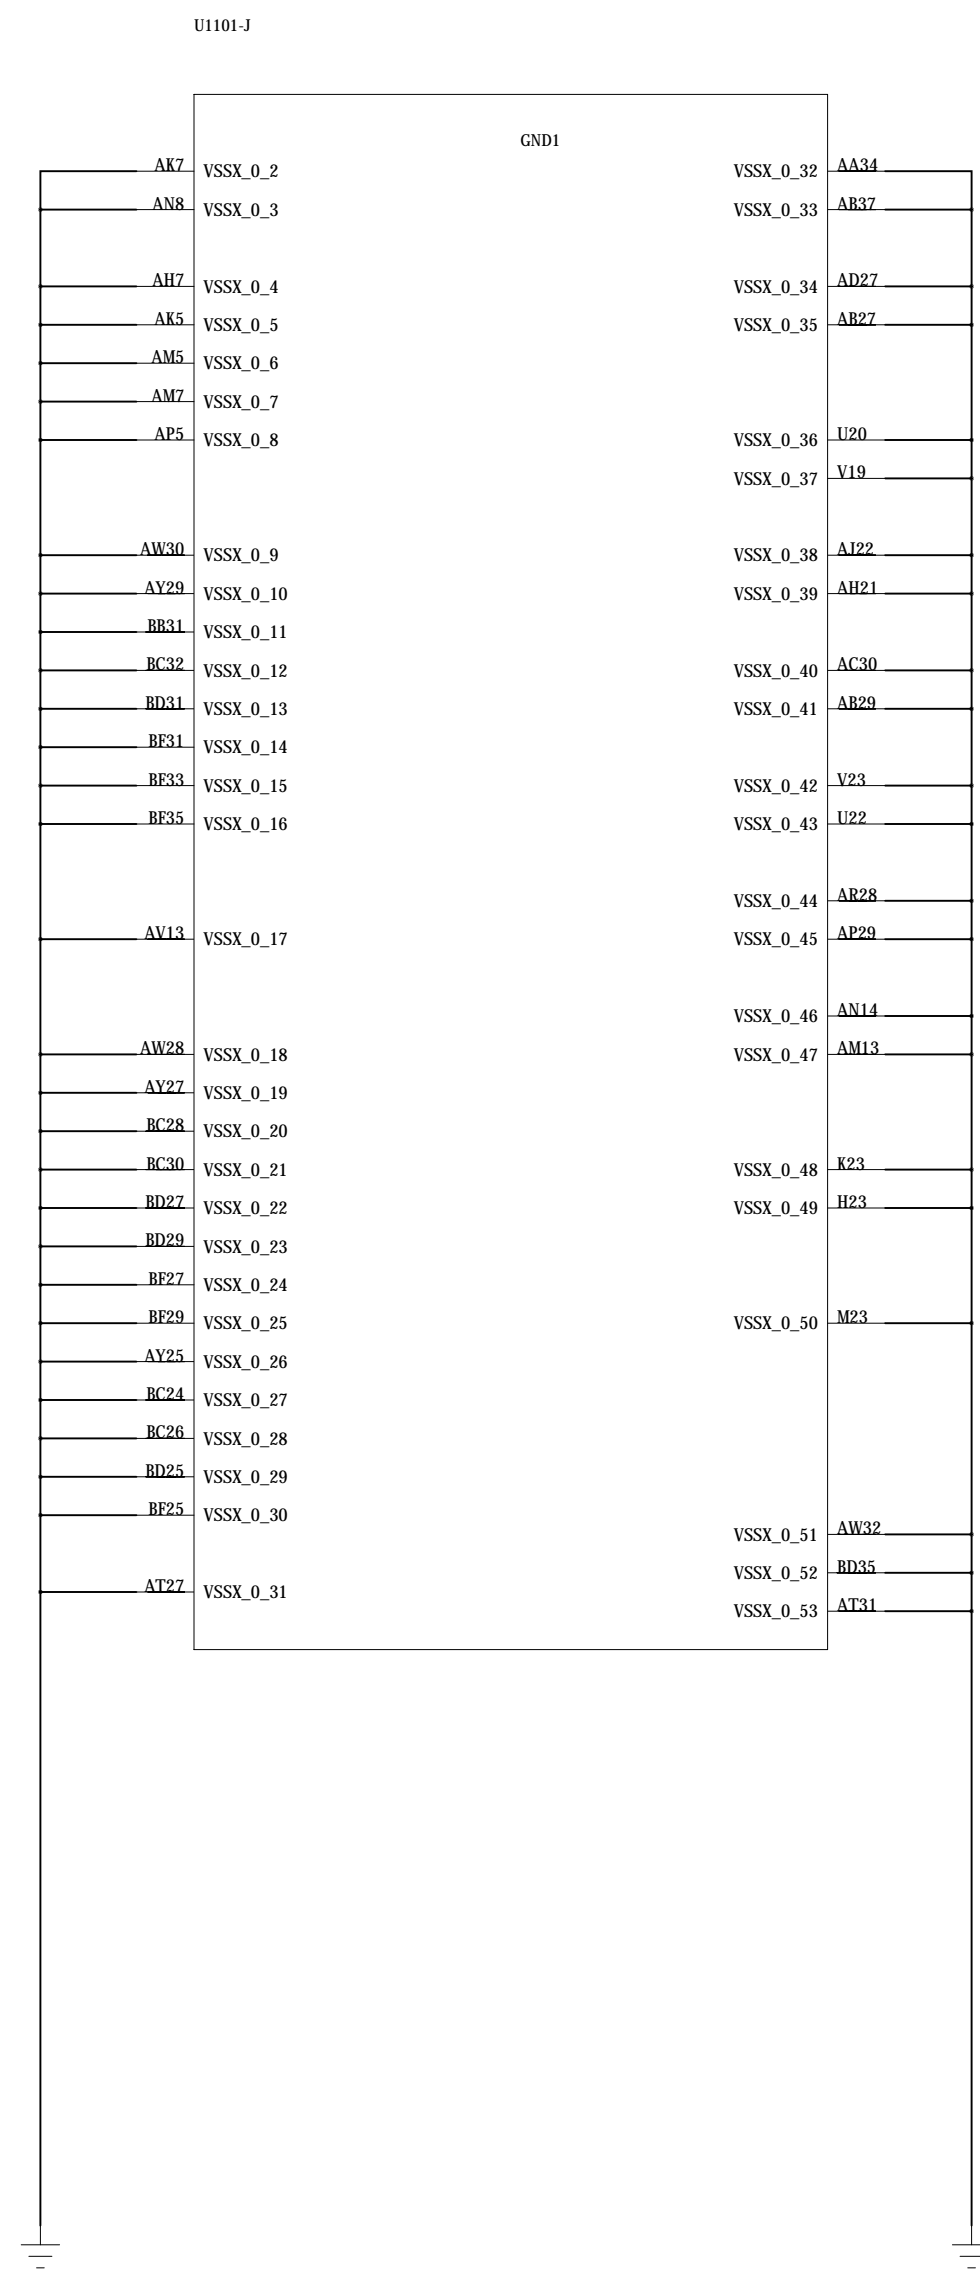 U1101-J
GND1
AK7 VSSX_0_2 VSSX_0_32 AA34
AN8 VSSX_0_3 VSSX_0_33 AB37
AH7 VSSX_0_4 VSSX_0_34 AD27
AK5 VSSX_0_5 VSSX_0_35 AB27
AM5 VSSX_0_6
AM7 VSSX_0_7
AP5 VSSX_0_8 VSSX_0_36 U20
VSSX_0_37 V19
AW30 VSSX_0_9 VSSX_0_38 AJ22
AY29 VSSX_0_10 VSSX_0_39 AH21
BB31 VSSX_0_11
BC32 VSSX_0_12 VSSX_0_40 AC30
BD31 VSSX_0_13 VSSX_0_41 AB29
BF31 VSSX_0_14
BF33 VSSX_0_15 VSSX_0_42 V23
BF35 VSSX_0_16 VSSX_0_43 U22
VSSX_0_44 AR28
AV13 VSSX_0_17 VSSX_0_45 AP29
VSSX_0_46 AN14
AW28 VSSX_0_18 VSSX_0_47 AM13
AY27 VSSX_0_19
BC28 VSSX_0_20
BC30 VSSX_0_21 VSSX_0_48 K23
BD27 VSSX_0_22 VSSX_0_49 H23
BD29 VSSX_0_23
BF27 VSSX_0_24
BF29 VSSX_0_25 VSSX_0_50 M23
AY25 VSSX_0_26
BC24 VSSX_0_27
BC26 VSSX_0_28
BD25 VSSX_0_29
BF25 VSSX_0_30
VSSX_0_51 AW32
VSSX_0_52 BD35
AT27 VSSX_0_31
VSSX_0_53 AT31